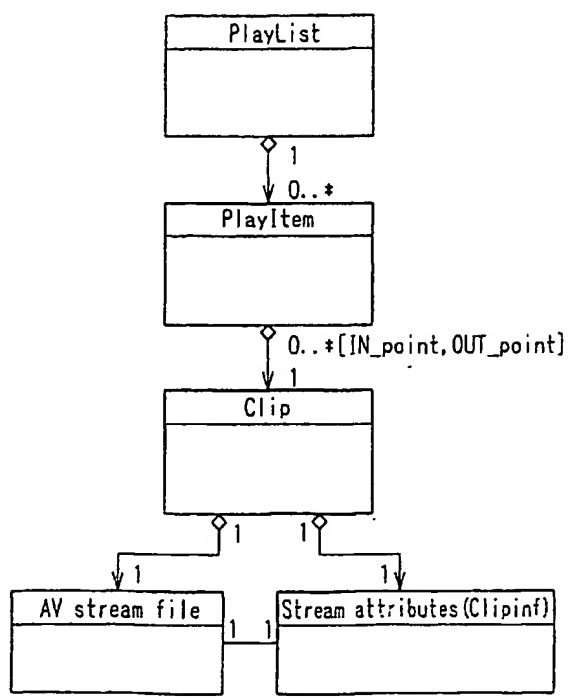 PlayList
1
0..*
PlayItem
0..*[IN_point,OUT_point]
1
Clip
1 1
1 1
AV stream file Stream attributes(Clipinf)
1 1